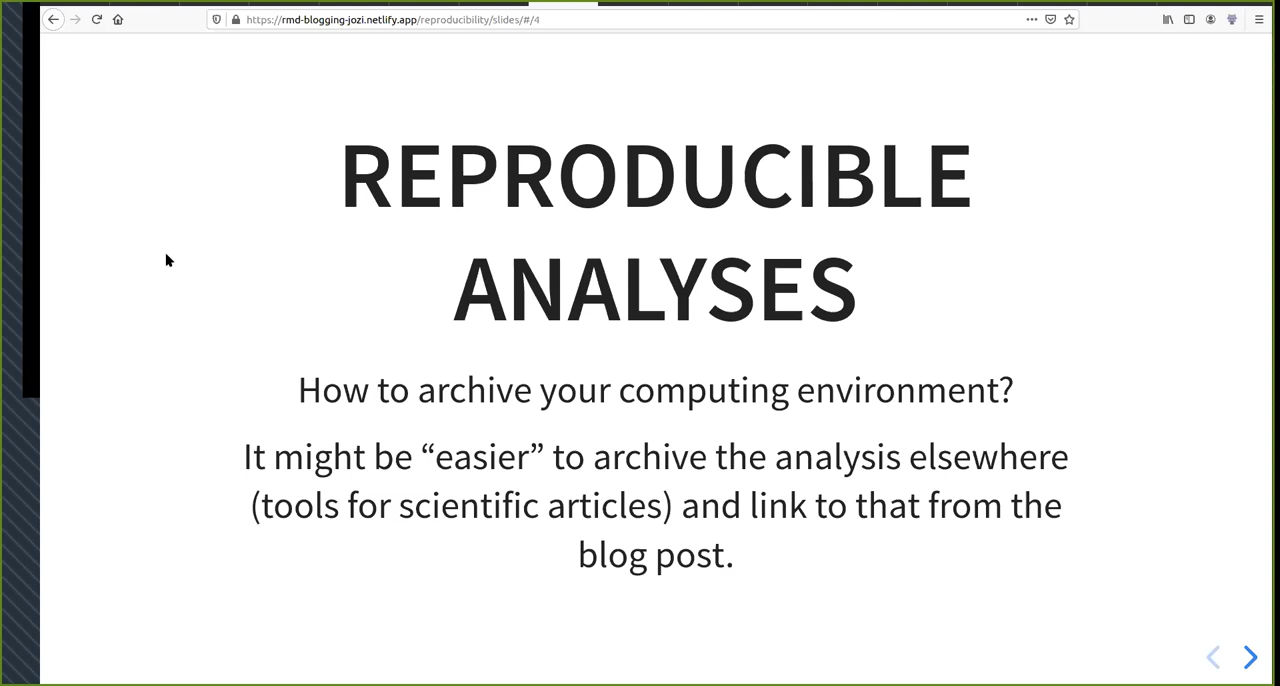 https://rmd-blogging-jozi.netlify.app/reproducibility/slides/#/4
REPRODUCIBLE
ANALYSES
How to archive your computing environment?
It might be “easier” to archive the analysis elsewhere
(tools for scientific articles) and link to that from the
blog post.